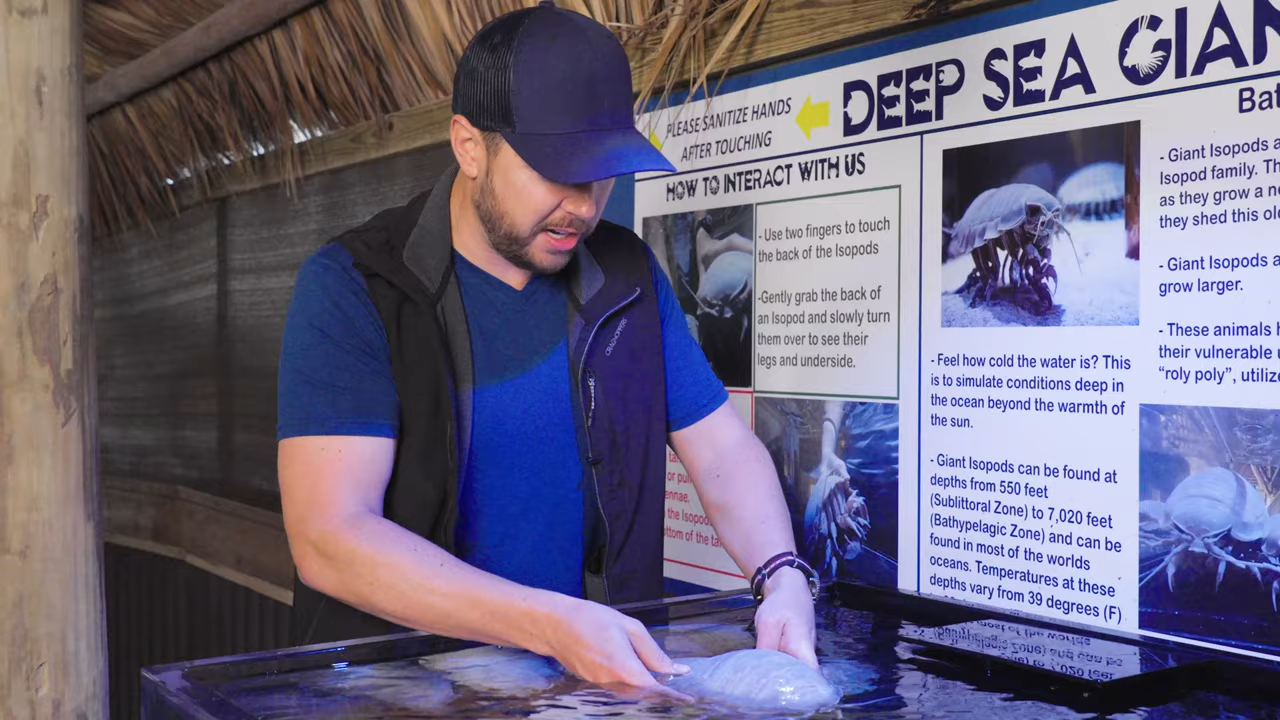 PLEASE SANITIZE HANDS
AFTER TOUCHING
DEEP SEA GIAN
HOW TO INTERACT WITH US
- Use two fingers to touch
the back of the Isopods
-Gently grab the back of
an Isopod and slowly turn
them over to see their
legs and underside.
or
ennae.
the Isopod
ttom of the ta
- Feel how cold the water is? This
is to simulate conditions deep in
the ocean beyond the warmth of
the sun.
- Giant Isopods can be found at
depths from 550 feet
(Sublittoral Zone) to 7,020 feet
(Bathypelagic Zone) and can be
found in most of the worlds
oceans. Temperatures at these
depths vary from 39 degrees (F)
Bat
- Giant Isopods a
Isopod family. Th
as they grow a n
they shed this ol
- Giant Isopods a
grow larger.
- These animals h
their vulnerable
“roly poly”, utiliz